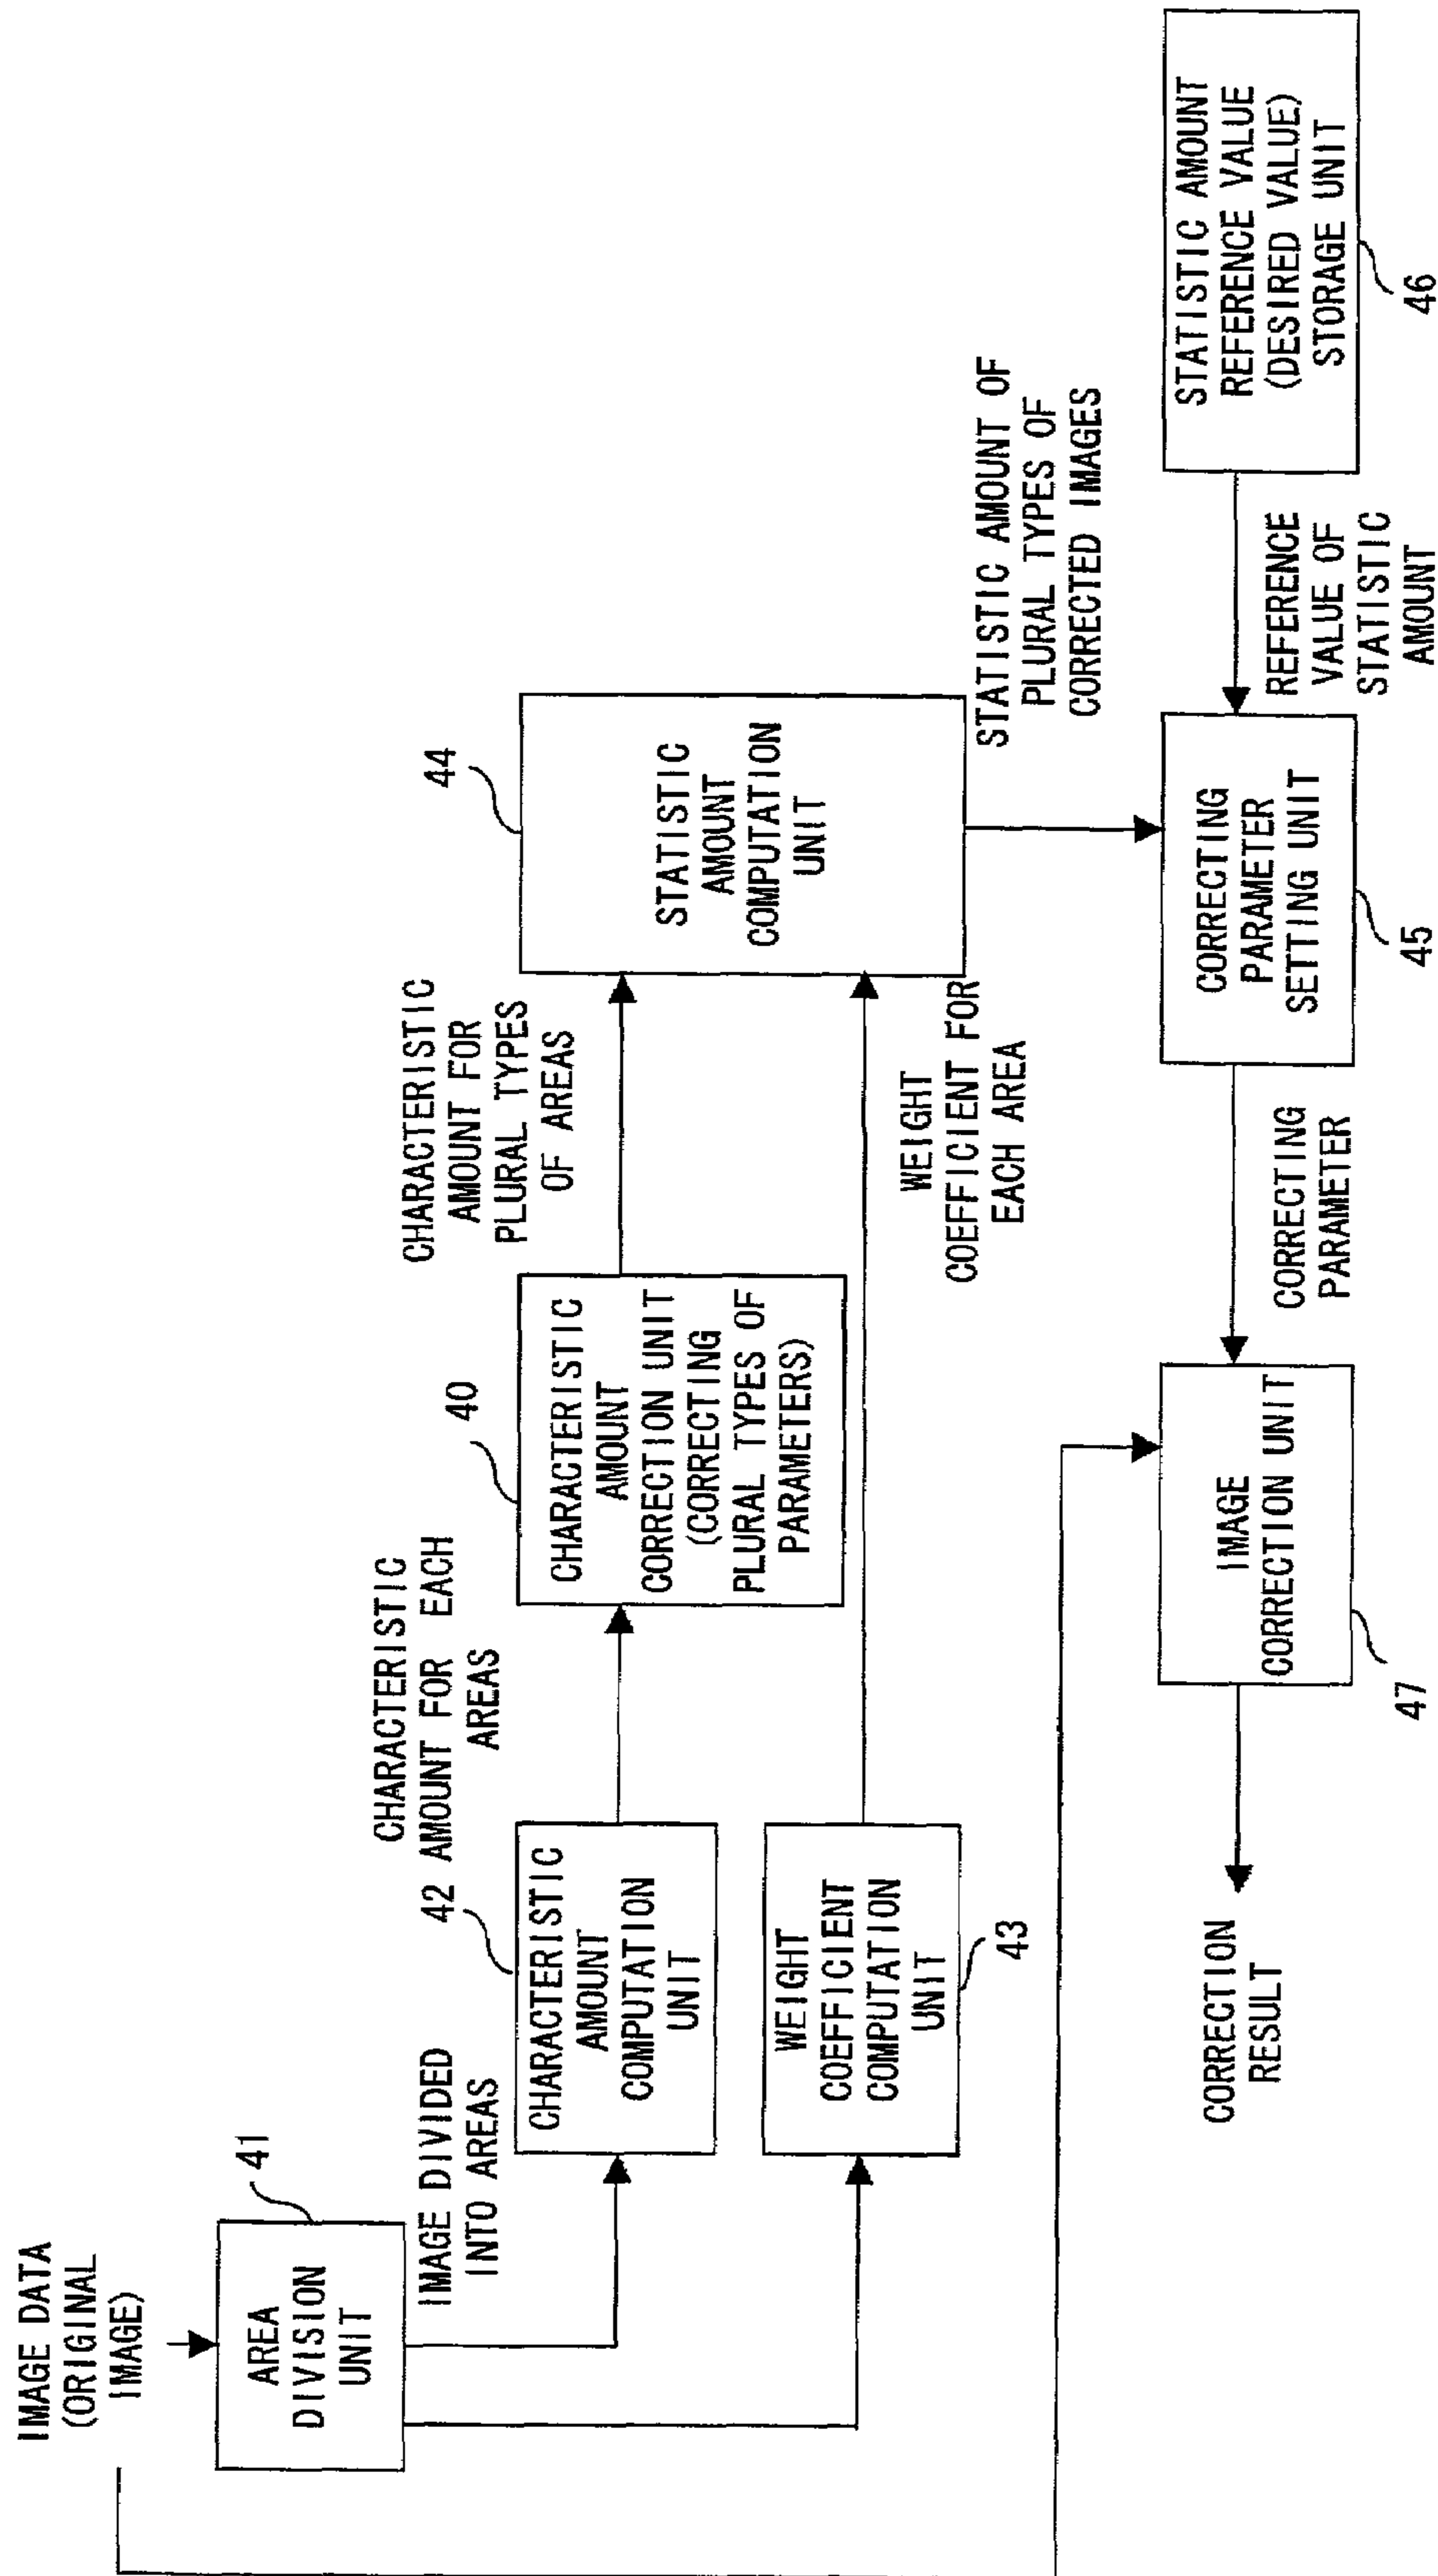 IMAGE DATA
(ORIGINAL
IMAGE)
41
AREA
DIVISION
UNIT
IMAGE DIVIDED
INTO AREAS
42
CHARACTERISTIC
AMOUNT
COMPUTATION
UNIT
WEIGHT
COEFFICIENT
COMPUTATION
UNIT
43
CHARACTERISTIC
AMOUNT FOR EACH
AREAS
40
CHARACTERISTIC
AMOUNT
CORRECTION UNIT
(CORRECTING
PLURAL TYPES OF
PARAMETERS)
CHARACTERISTIC
AMOUNT FOR
PLURAL TYPES
OF AREAS
WEIGHT
COEFFICIENT FOR
EACH AREA
44
STATISTIC
AMOUNT
COMPUTATION
UNIT
STATISTIC AMOUNT OF
PLURAL TYPES OF
CORRECTED IMAGES
CORRECTION
RESULT
IMAGE
CORRECTION UNIT
47
CORRECTING
PARAMETER
CORRECTING
PARAMETER
SETTING UNIT
45
REFERENCE
VALUE OF
STATISTIC
AMOUNT
STATISTIC AMOUNT
REFERENCE VALUE
(DESIRED VALUE)
STORAGE UNIT
46